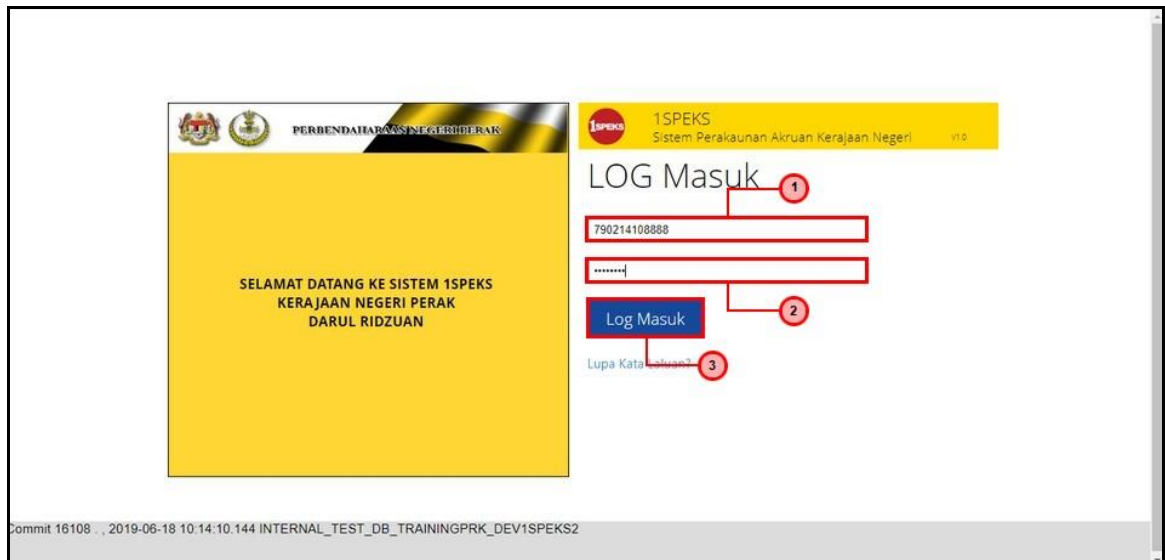 PERBENDAHARAAN NEGERI PERAK
1SPEKS
1SPEKS
Sistem Perakaunan Akruan Kerajaan Negeri V1.0
LOG Masuk
1
790214108888
2
Log Masuk
Lupa Kata Laluan?
3
SELAMAT DATANG KE SISTEM 1SPEKS
KERAJAAN NEGERI PERAK
DARUL RIDZUAN
Commit 16108 . , 2019-06-18 10:14:10.144 INTERNAL_TEST_DB_TRAININGPRK_DEV1SPEKS2